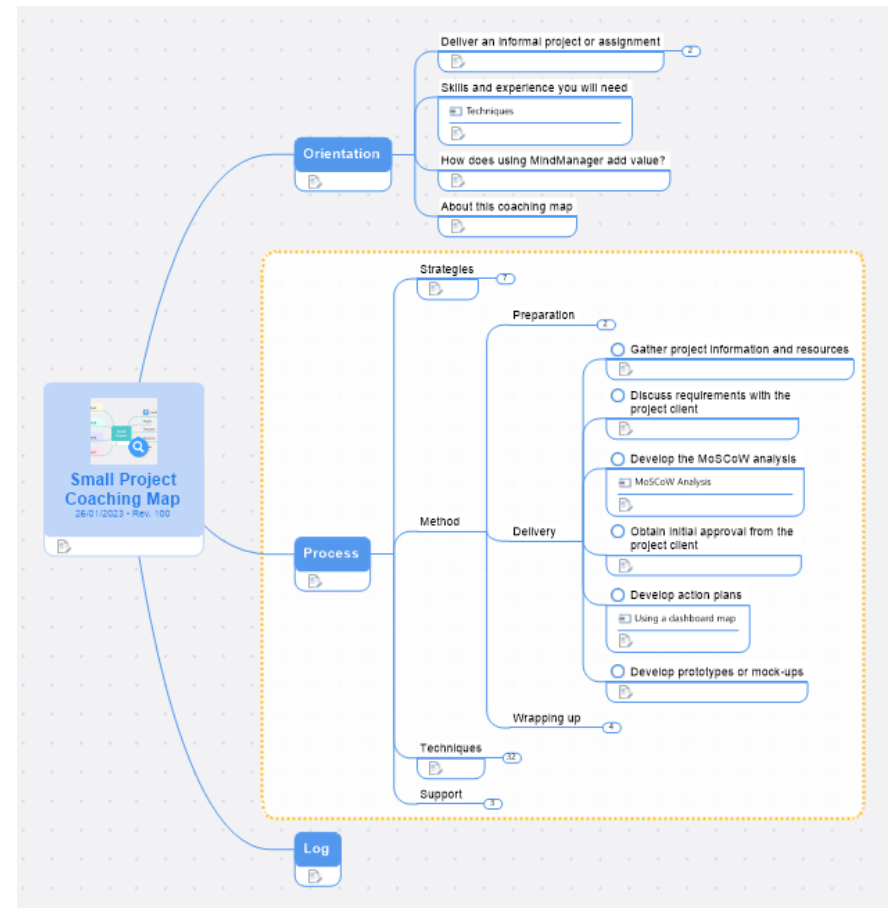 Deliver an informal project or assignment
2
Skills and experience you will need
Techniques
Orientation
How does using MindManager add value?
About this coaching map
Strategies
7
Preparation
2
Gather project information and resources
Discuss requirements with the
project client
Develop the MoSCoW analysis
MoSCoW Analysis
Small Project
Coaching Map
26/01/2023 - Rev. 100
Method
Delivery
Obtain initial approval from the
project client
Process
Develop action plans
Using a dashboard map
Develop prototypes or mock-ups
Wrapping up
4
Techniques
32
Support
3
Log